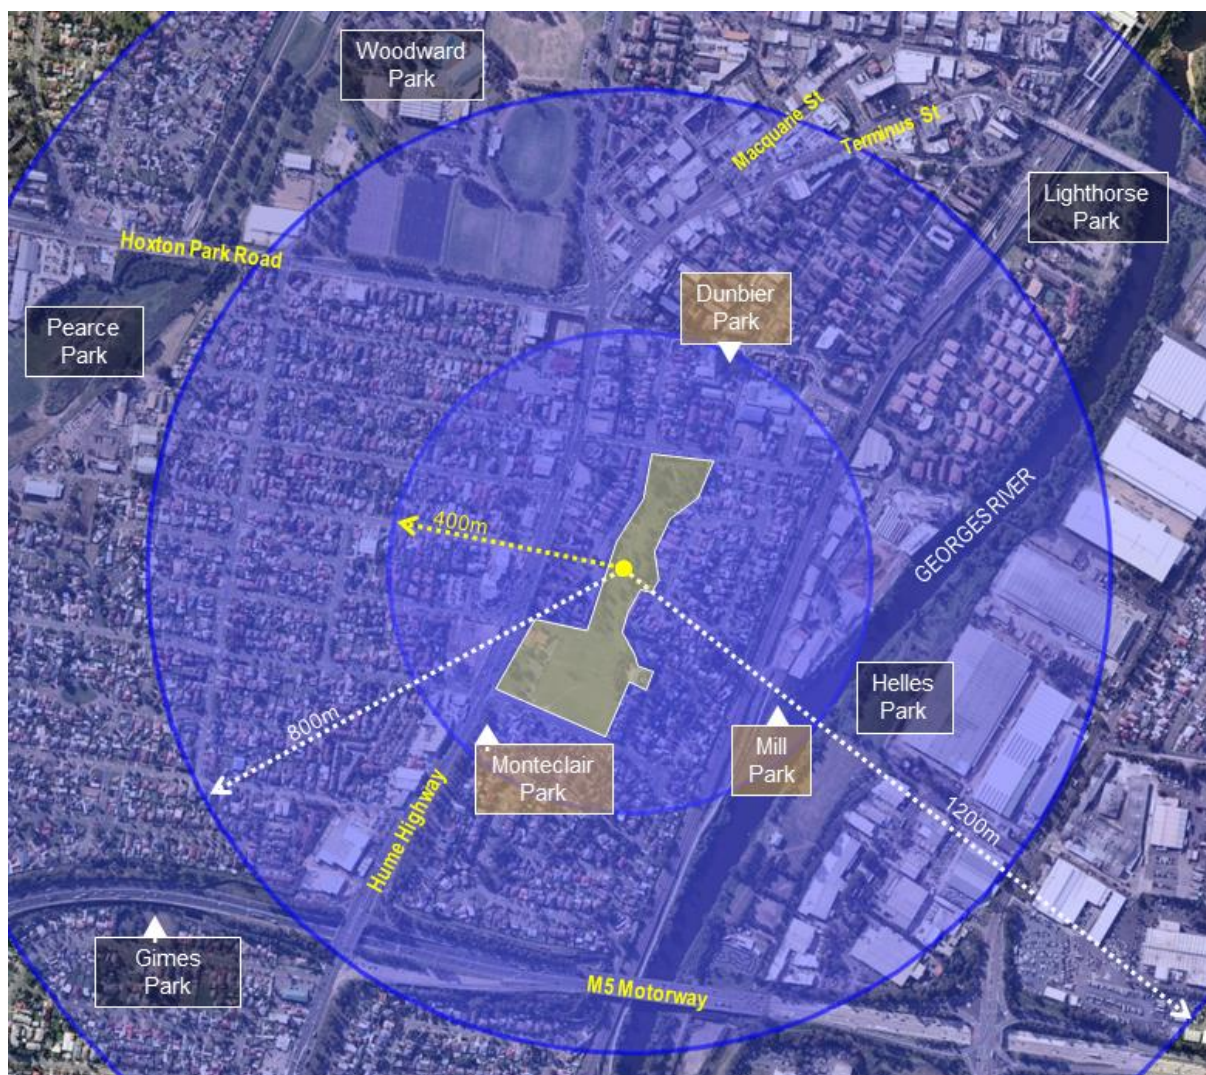 Woodward
Park
Macquarie St
Terminus St
Lighthorse
Park
Hoxton Park Road
Dunbier
Park
Pearce
Park
400m
GEORGES RIVER
Helles
Park
800m
Mill
Park
Monteclair
Park
1200m
Hume Highway
Gimes
Park
M5 Motorway